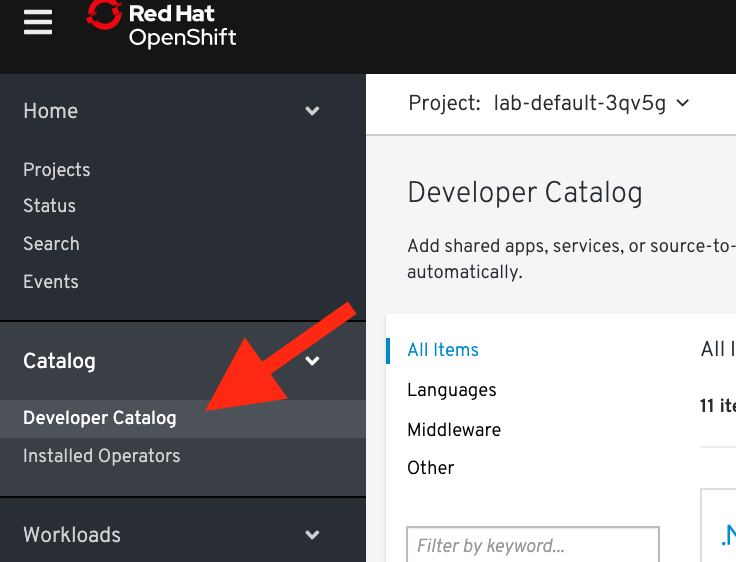 Red Hat
OpenShift
Home
Projects
Status
Search
Events
Catalog
Developer Catalog
Installed Operators
Workloads
Project: lab-default-3qv5g
Developer Catalog
Add shared apps, services, or source-to-
automatically.
All Items
Languages
Middleware
Other
Filter by keyword...
All
11